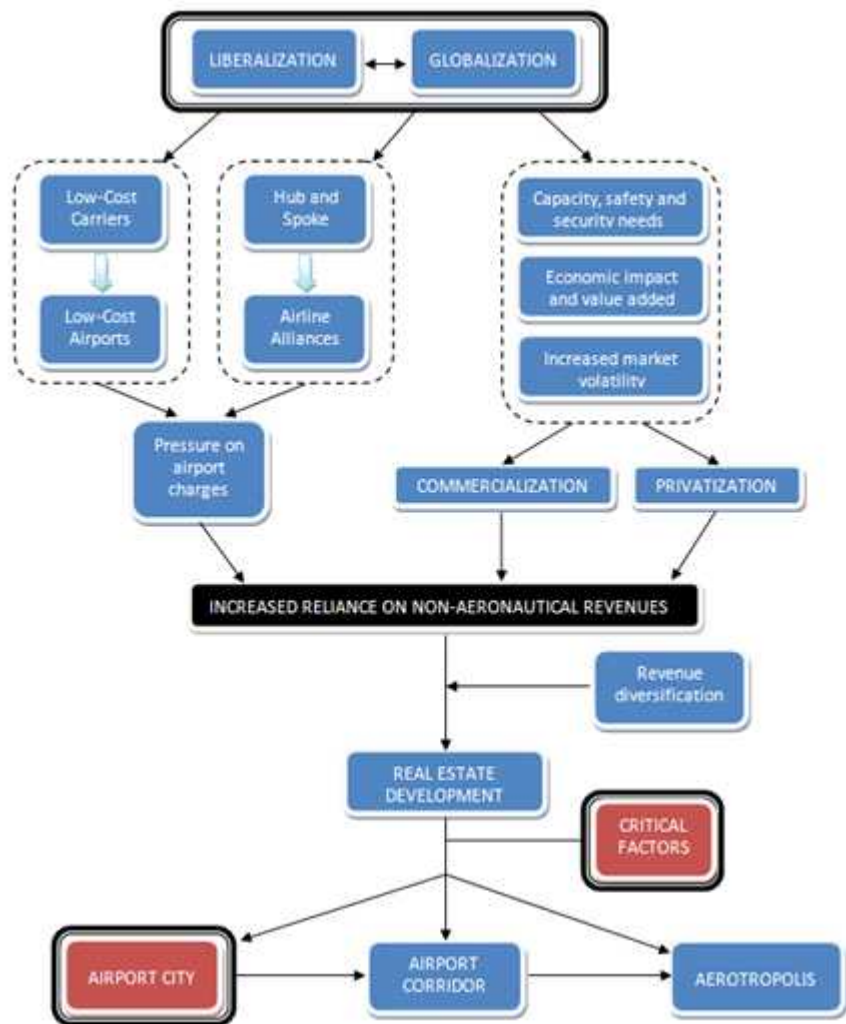 LIBERALIZATION
GLOBALIZATION
Low-Cost
Carriers
Hub and
Spoke
Capacity, safety and
security needs
Economic impact
and value added
Low-Cost
Airports
Airline
Alliances
Increased market
volatility
Pressure on
airport
charges
COMMERCIALIZATION
PRIVATIZATION
INCREASED RELIANCE ON NON-AERONAUTICAL REVENUES
Revenue
diversification
REAL ESTATE
DEVELOPMENT
CRITICAL
FACTORS
AIRPORT CITY
AIRPORT
CORRIDOR
AEROTROPOLIS